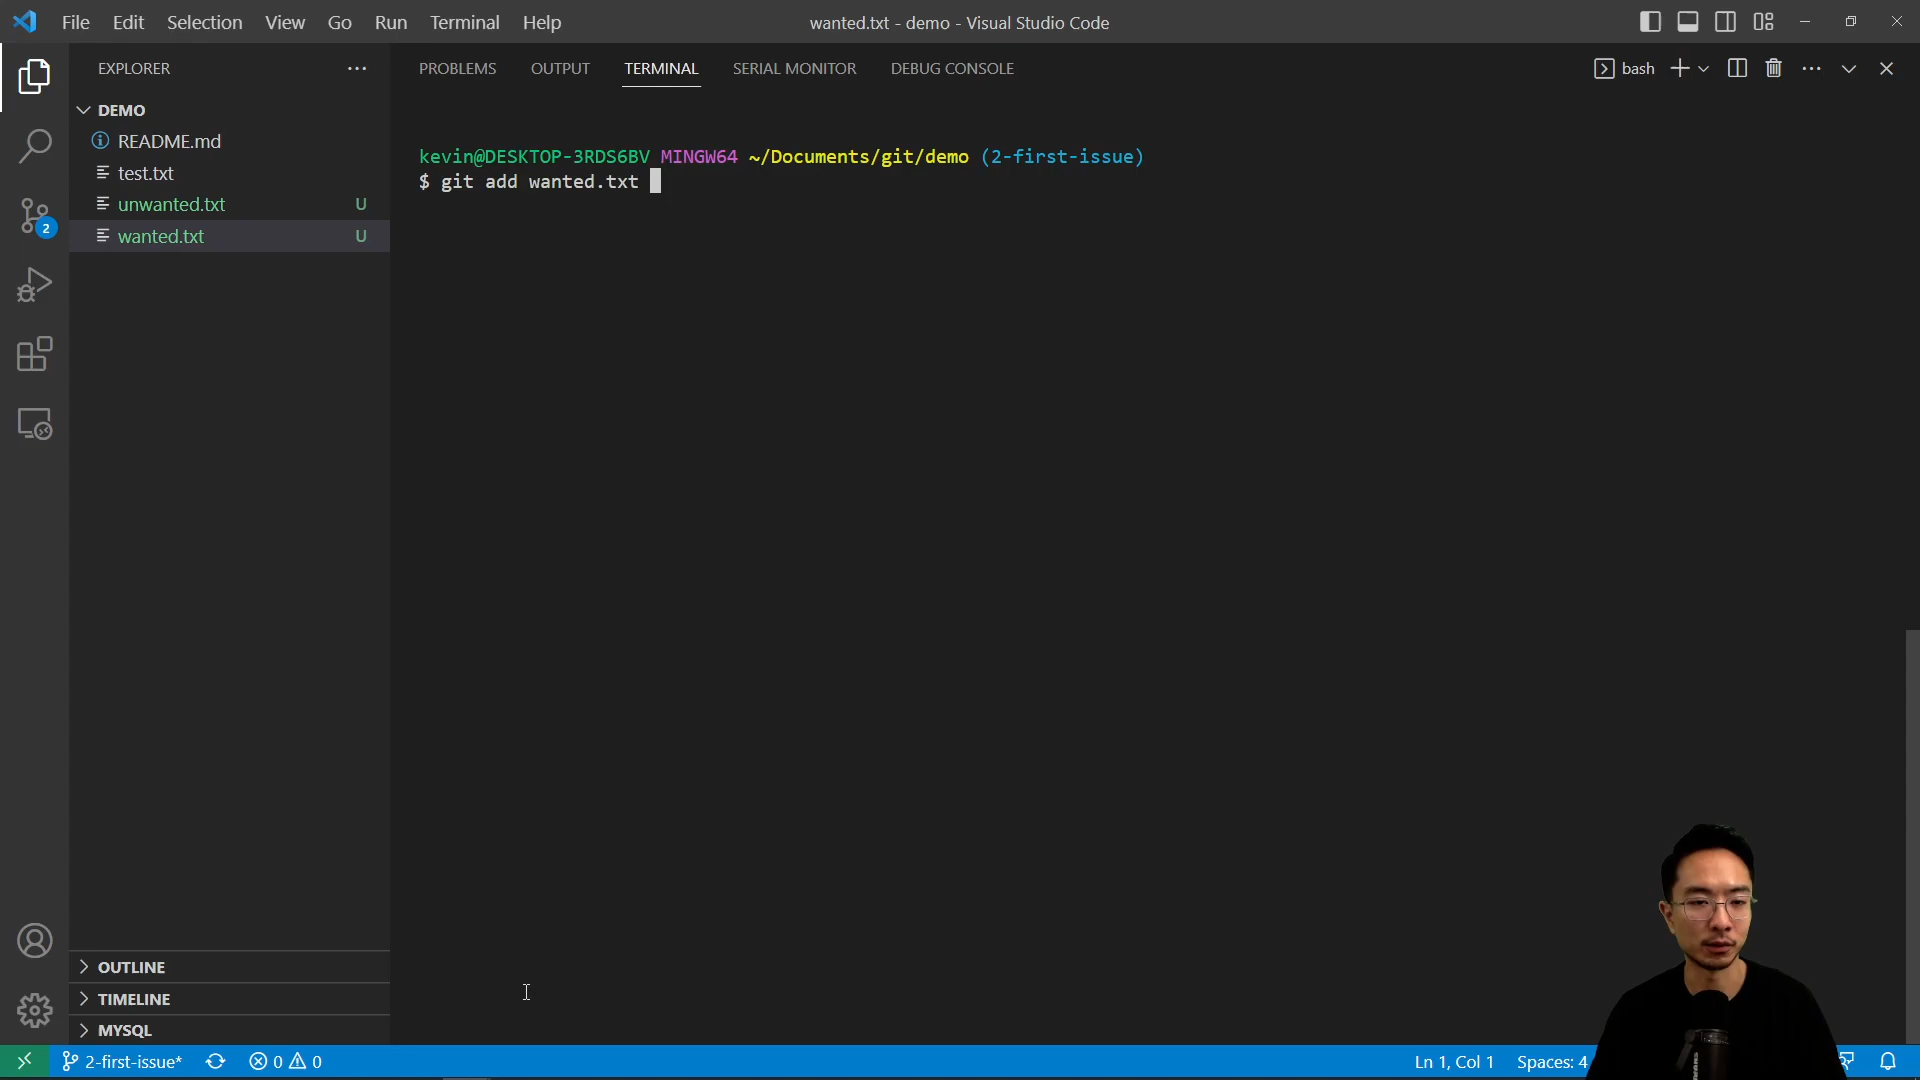 File Edit Selection View Go Run Terminal Help
wanted.txt - demo - Visual Studio Code
EXPLORER
DEMO
README.md
test.txt
unwanted.txt U
wanted.txt U
2
OUTLINE
TIMELINE
MYSQL
PROBLEMS OUTPUT TERMINAL SERIAL MONITOR DEBUG CONSOLE
bash
kevin@DESKTOP-3RDS6BV MINGW64 ~/Documents/git/demo (2-first-issue)
$ git add wanted.txt
2-first-issue* 0 0
Ln 1, Col 1 Spaces: 4